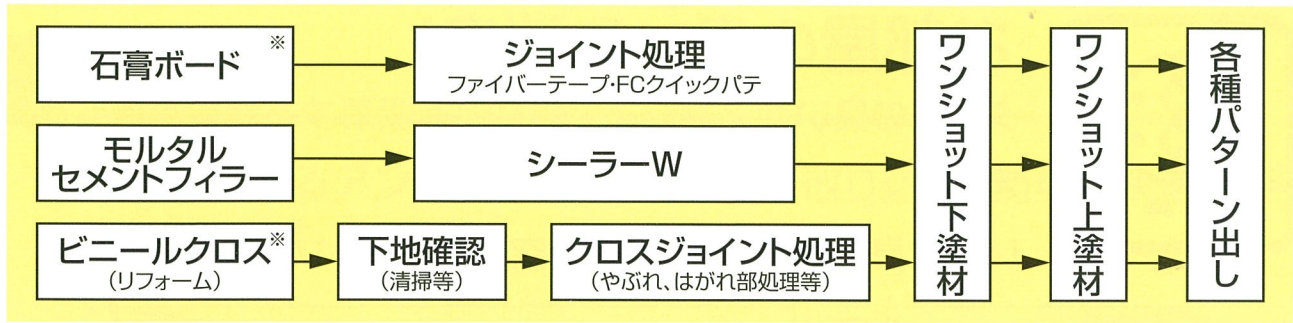 石膏ボード※
ジョイント処理
ファイバーテープ・FCクイックパテ
モルタル
セメントフィラー
シーラーW
ビニールクロス※
(リフォーム)
下地確認
(清掃等)
クロスジョイント処理
(やぶれ、はがれ部処理等)
ワンショット下塗材
ワンショット上塗材
各種パターン出し